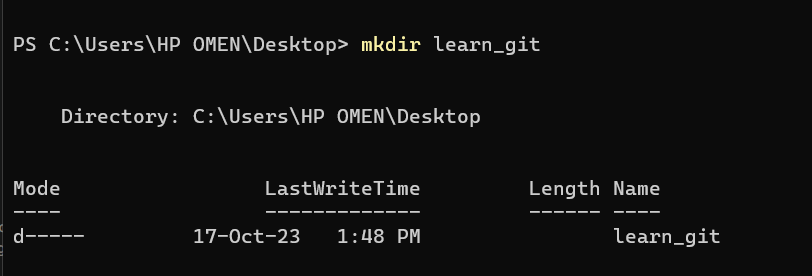 PS C:\Users\HP OMEN\Desktop> mkdir learn_git
Directory: C:\Users\HP OMEN\Desktop
Mode                 LastWriteTime         Length Name
----                 -------------         ------ ----
d-----         17-Oct-23   1:48 PM                learn_git